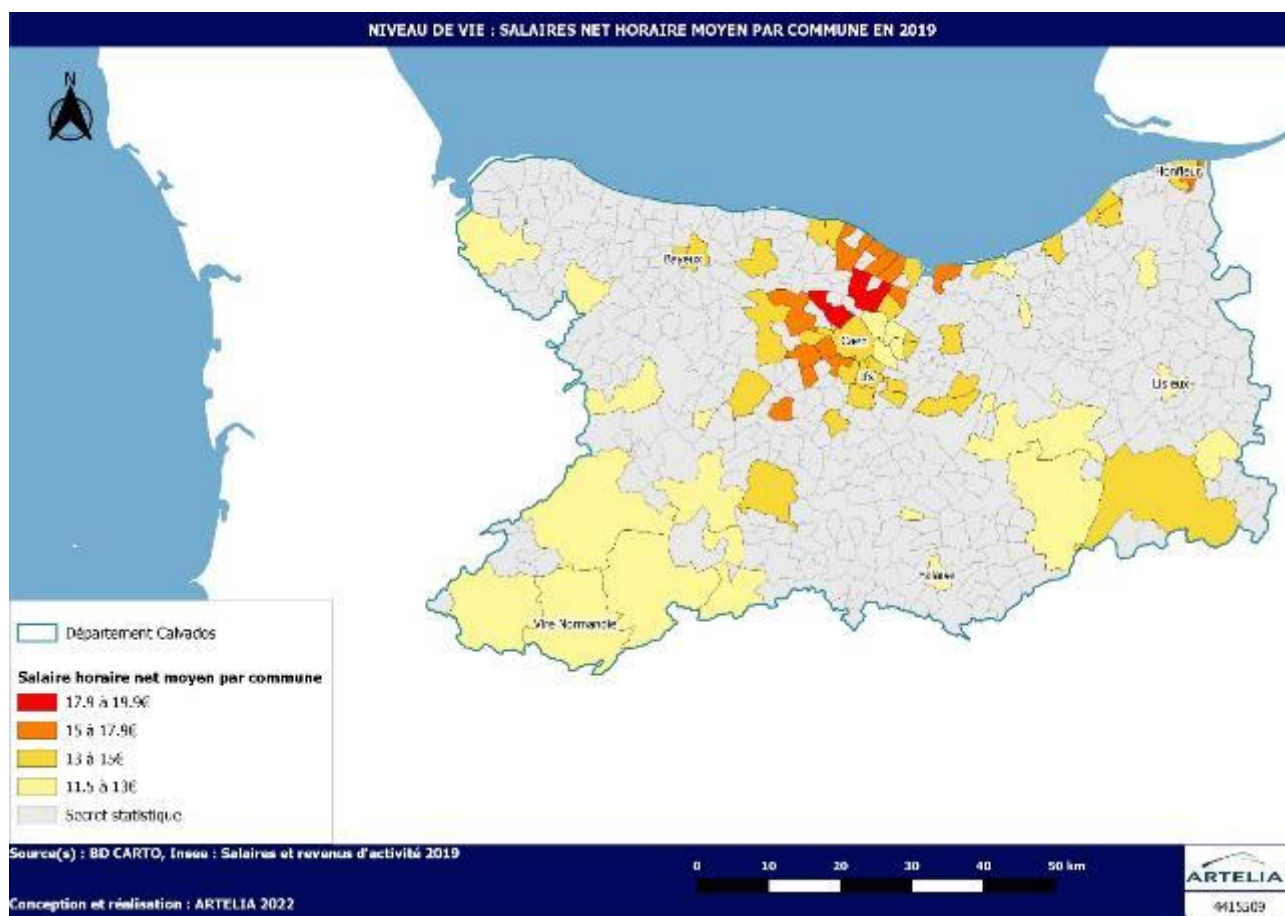 NIVEAU DE VIE : SALAIRES NET HORAIRE MOYEN PAR COMMUNE EN 2019
N
Honfleur
Bayeux
Caen
Ifs
Lisieux
Falaise
Vire Normandie
Département Calvados
Salaire horaire net moyen par commune
17.9 à 19.9€
15 à 17.9€
13 à 15€
11.5 à 13€
Secret statistique
Source(s) : BD CARTO, Insee : Salaires et revenus d'activité 2019
0 10 20 30 40 50 km
Conception et réalisation : ARTELIA 2022
ARTELIA
4415509